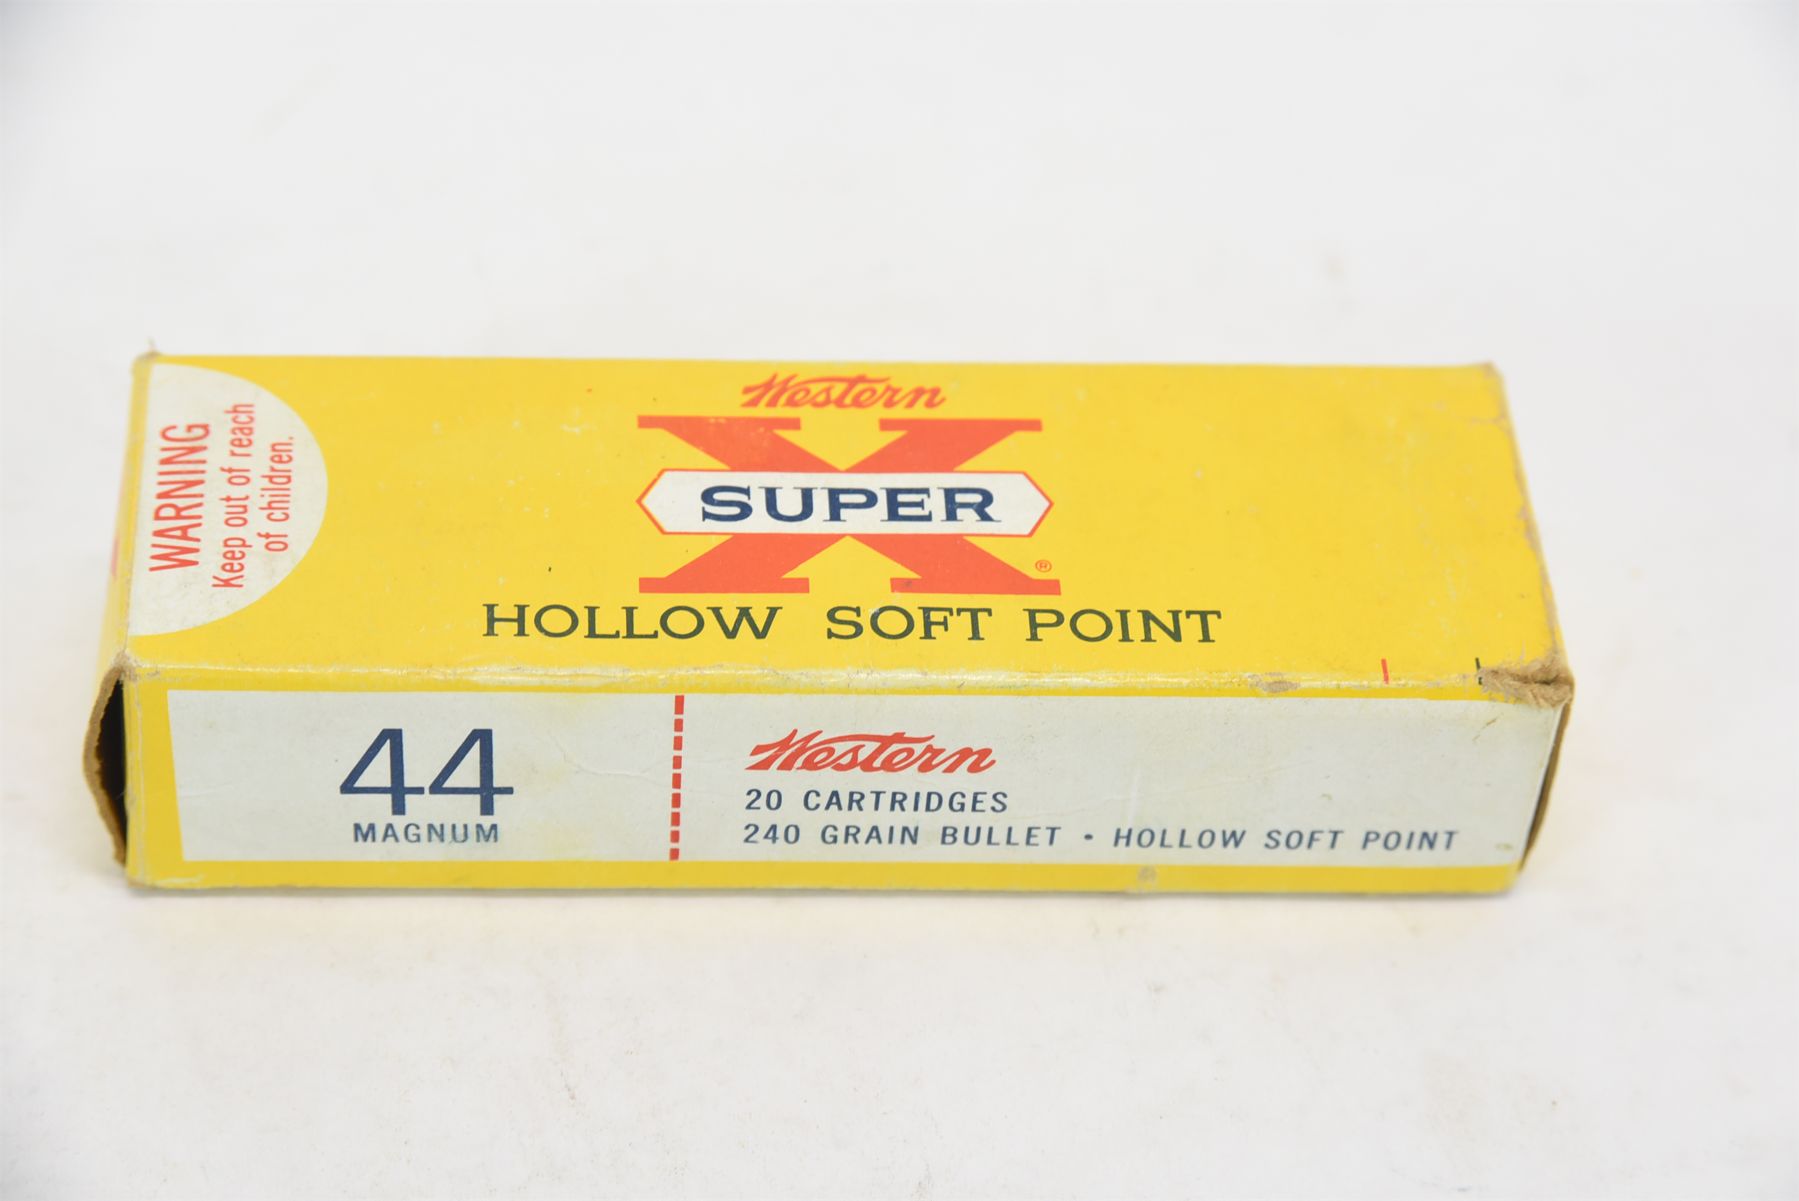 WARNING
Keep out of reach
of children.
Western
X
SUPER
®
HOLLOW SOFT POINT
44
MAGNUM
Western
20 CARTRIDGES
240 GRAIN BULLET • HOLLOW SOFT POINT